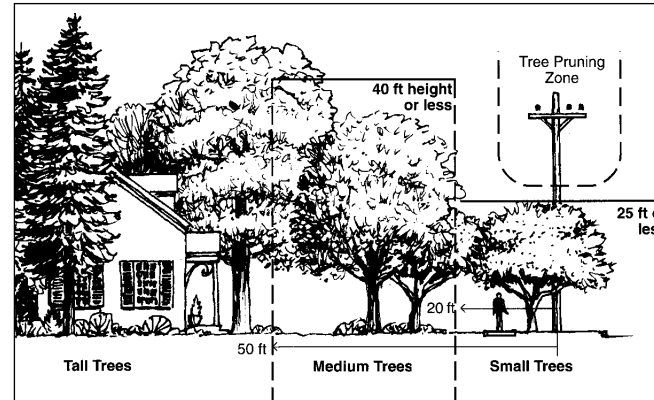 Tree Pruning
Zone
40 ft height
or less
25 ft
20 ft
50 ft
Tall Trees
Medium Trees
Small Trees